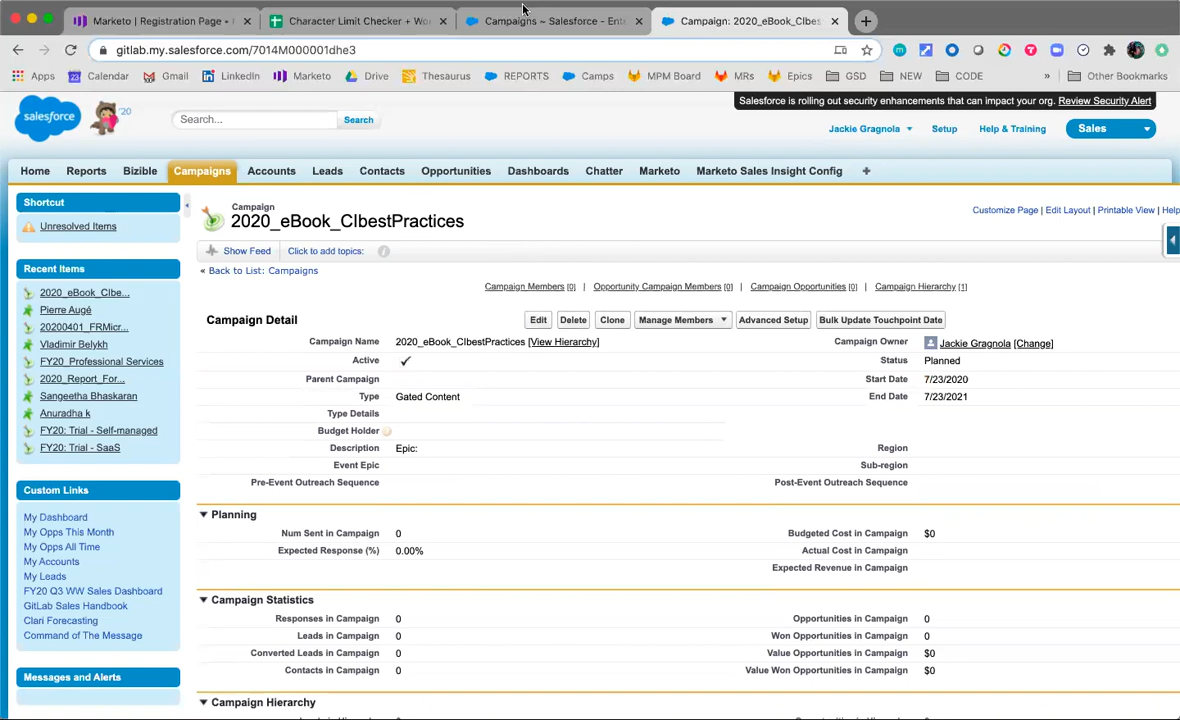 Marketo | Registration Page •
Character Limit Checker + Wo
Campaigns ~ Salesforce - Ente
Campaign: 2020_eBook_CIbes
gitlab.my.salesforce.com/7014M000001dhe3
Apps Calendar Gmail LinkedIn Marketo Drive Thesaurus REPORTS Camps MPM Board MRs Epics GSD NEW CODE » Other Bookmarks
salesforce
'20
Search...
Search
Salesforce is rolling out security enhancements that can impact your org. Review Security Alert
Jackie Gragnola Setup Help & Training Sales
Home Reports Bizible Campaigns Accounts Leads Contacts Opportunities Dashboards Chatter Marketo Marketo Sales Insight Config +
Shortcut
Unresolved Items
Recent Items
2020_eBook_CIbe...
Pierre Augé
20200401_FRMicr...
Vladimir Belykh
FY20_Professional Services
2020_Report_For...
Sangeetha Bhaskaran
Anuradha k
FY20: Trial - Self-managed
FY20: Trial - SaaS
Custom Links
My Dashboard
My Opps This Month
My Opps All Time
My Accounts
My Leads
FY20 Q3 WW Sales Dashboard
GitLab Sales Handbook
Clari Forecasting
Command of The Message
Messages and Alerts
Campaign
2020_eBook_CIbestPractices
Customize Page | Edit Layout | Printable View | Help
Show Feed Click to add topics: i
« Back to List: Campaigns
Campaign Members [0] | Opportunity Campaign Members [0] | Campaign Opportunities [0] | Campaign Hierarchy [1]
Campaign Detail
Edit Delete Clone Manage Members Advanced Setup Bulk Update Touchpoint Date
Campaign Name 2020_eBook_CIbestPractices [View Hierarchy] Campaign Owner Jackie Gragnola [Change]
Active ✓ Status Planned
Parent Campaign Start Date 7/23/2020
Type Gated Content End Date 7/23/2021
Type Details
Budget Holder
Description Epic: Region
Event Epic Sub-region
Pre-Event Outreach Sequence Post-Event Outreach Sequence
Planning
Num Sent in Campaign 0 Budgeted Cost in Campaign $0
Expected Response (%) 0.00% Actual Cost in Campaign
Expected Revenue in Campaign
Campaign Statistics
Responses in Campaign 0 Opportunities in Campaign 0
Leads in Campaign 0 Won Opportunities in Campaign 0
Converted Leads in Campaign 0 Value Opportunities in Campaign $0
Contacts in Campaign 0 Value Won Opportunities in Campaign $0
Campaign Hierarchy